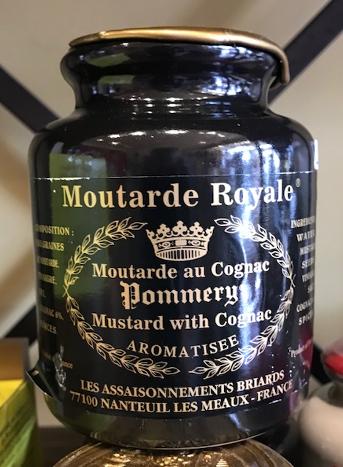 Moutarde Royale®
Moutarde au Cognac
Pommery
Mustard with Cognac
AROMATISEE
LES ASSAISONNEMENTS BRIARDS
77100 NANTEUIL LES MEAUX - FRANCE